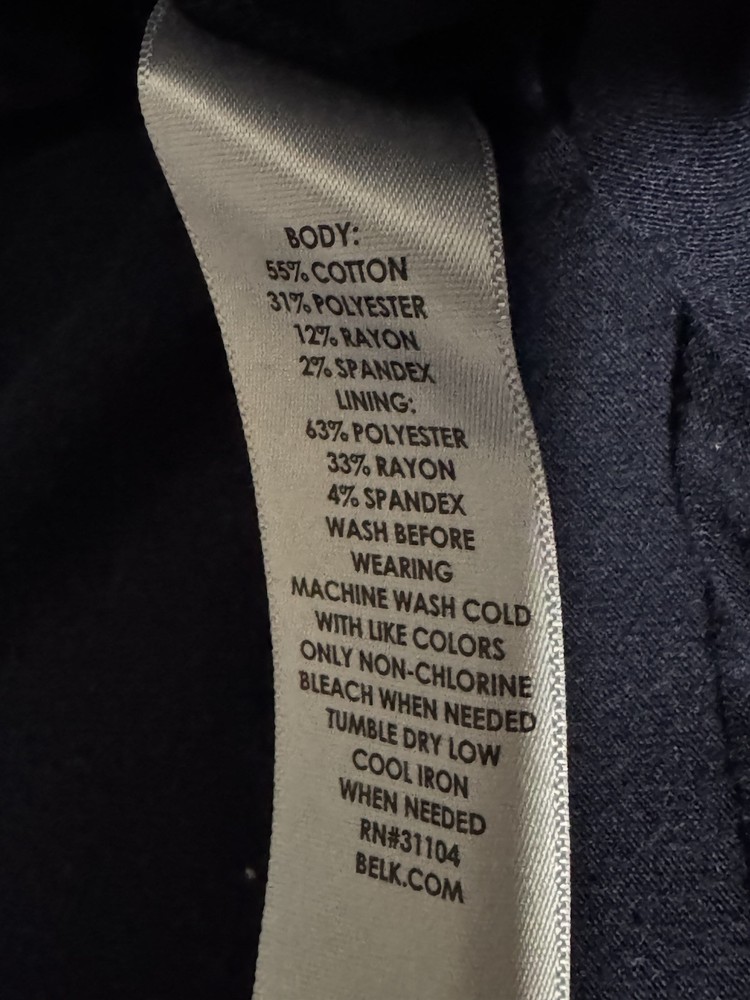 BODY:
55% COTTON
31% POLYESTER
12% RAYON
2% SPANDEX
LINING:
63% POLYESTER
33% RAYON
4% SPANDEX
WASH BEFORE
WEARING
MACHINE WASH COLD
WITH LIKE COLORS
ONLY NON-CHLORINE
BLEACH WHEN NEEDED
TUMBLE DRY LOW
COOL IRON
WHEN NEEDED
RN#31104
BELK.COM